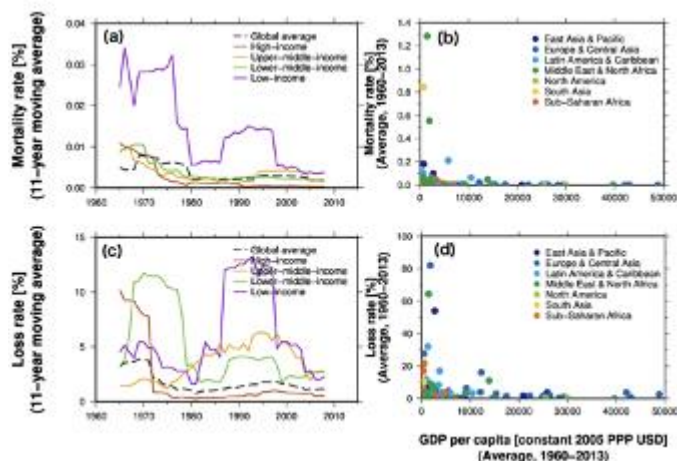 (a)
Mortality rate [%]
(11-year moving average)
0.04
0.03
0.02
0.01
0.00
1960 1970 1980 1990 2000 2010
Global average
High-income
Upper-middle-income
Lower-middle-income
Low-income
(b)
Mortality rate [%]
(Average, 1960-2013)
1.4
1.2
1.0
0.8
0.6
0.4
0.2
0.0
0 10000 20000 30000 40000 50000
East Asia & Pacific
Europe & Central Asia
Latin America & Caribbean
Middle East & North Africa
North America
South Asia
Sub-Saharan Africa
(c)
Loss rate [%]
(11-year moving average)
15
10
5
0
1960 1970 1980 1990 2000 2010
Global average
High-income
Upper-middle-income
Lower-middle-income
Low-income
(d)
Loss rate [%]
(Average, 1960-2013)
100
80
60
40
20
0
0 10000 20000 30000 40000 50000
East Asia & Pacific
Europe & Central Asia
Latin America & Caribbean
Middle East & North Africa
North America
South Asia
Sub-Saharan Africa
GDP per capita [constant 2005 PPP USD]
(Average, 1960-2013)